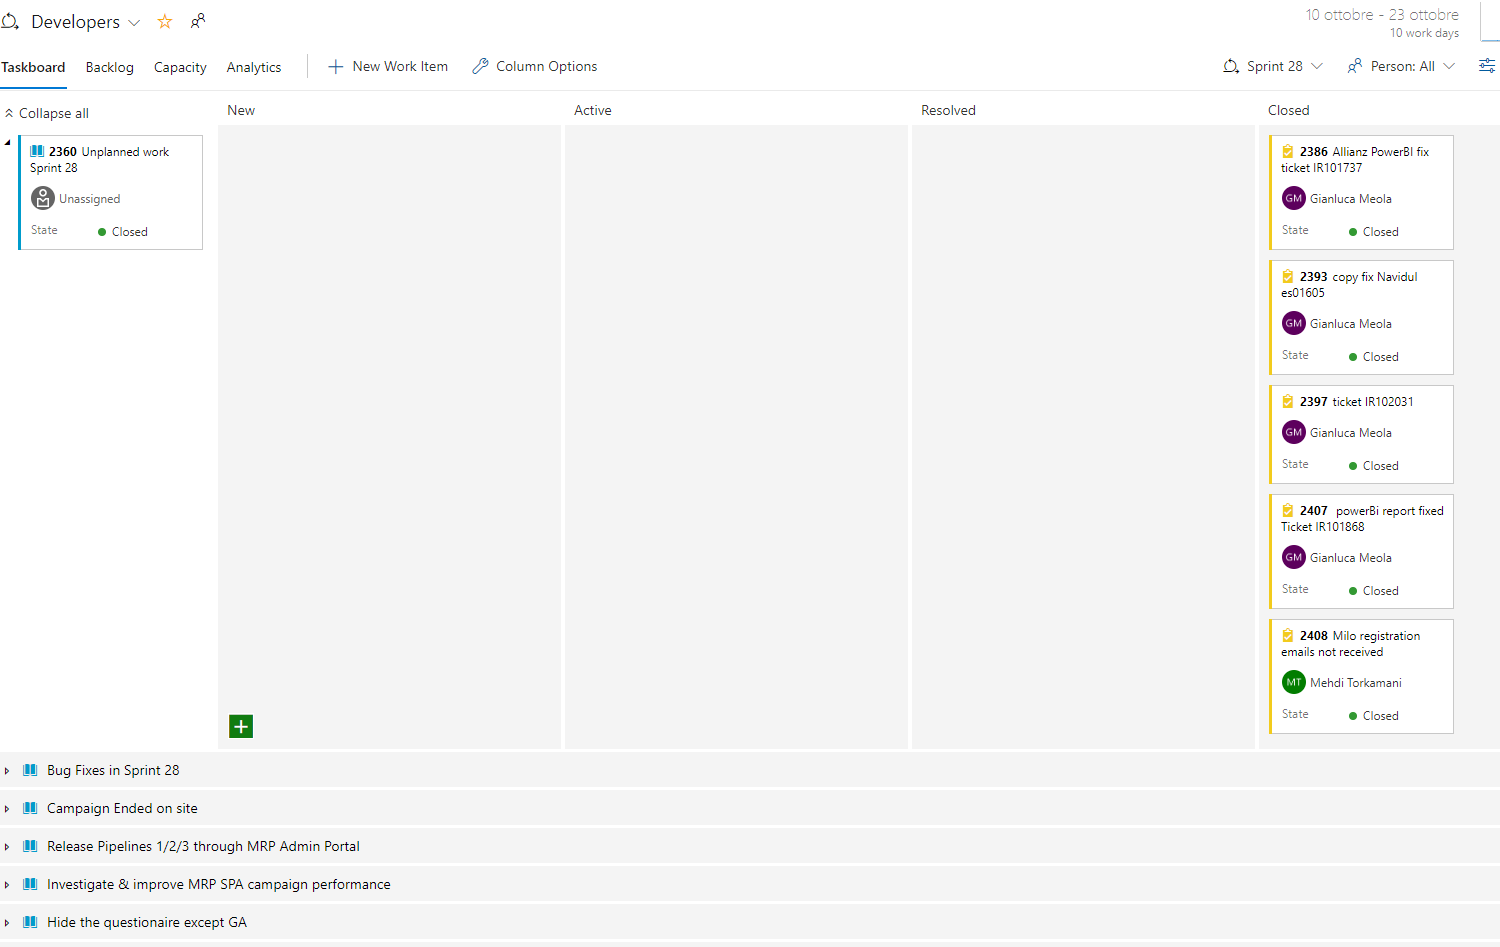 Developers
10 ottobre - 23 ottobre
10 work days
Taskboard Backlog Capacity Analytics New Work Item Column Options Sprint 28 Person: All
Collapse all New Active Resolved Closed
2360 Unplanned work
Sprint 28
Unassigned
State Closed
2386 Allianz PowerBI fix
ticket IR101737
GM Gianluca Meola
State Closed
2393 copy fix Navidul
es01605
GM Gianluca Meola
State Closed
2397 ticket IR102031
GM Gianluca Meola
State Closed
2407 powerBi report fixed
Ticket IR101868
GM Gianluca Meola
State Closed
2408 Milo registration
emails not received
MT Mehdi Torkamani
State Closed
Bug Fixes in Sprint 28
Campaign Ended on site
Release Pipelines 1/2/3 through MRP Admin Portal
Investigate & improve MRP SPA campaign performance
Hide the questionaire except GA